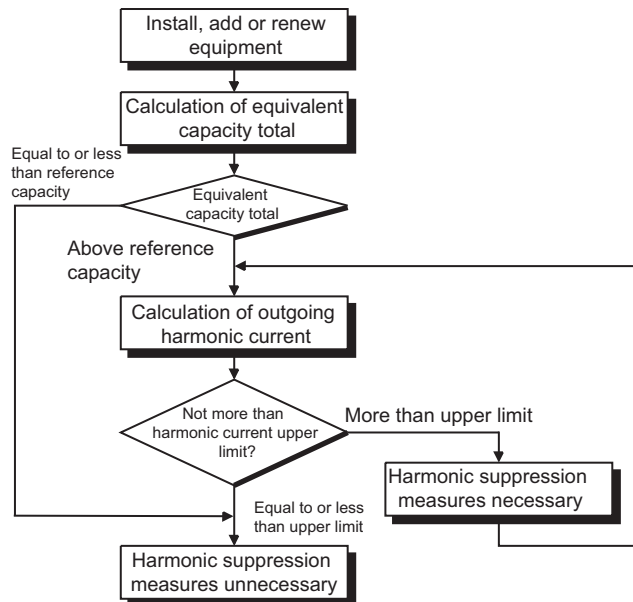 Install, add or renew
equipment
Calculation of equivalent
capacity total
Equal to or less
than reference
capacity
Equivalent
capacity total
Above reference
capacity
Calculation of outgoing
harmonic current
Not more than
harmonic current upper
limit?
More than upper limit
Harmonic suppression
measures necessary
Equal to or less
than upper limit
Harmonic suppression
measures unnecessary